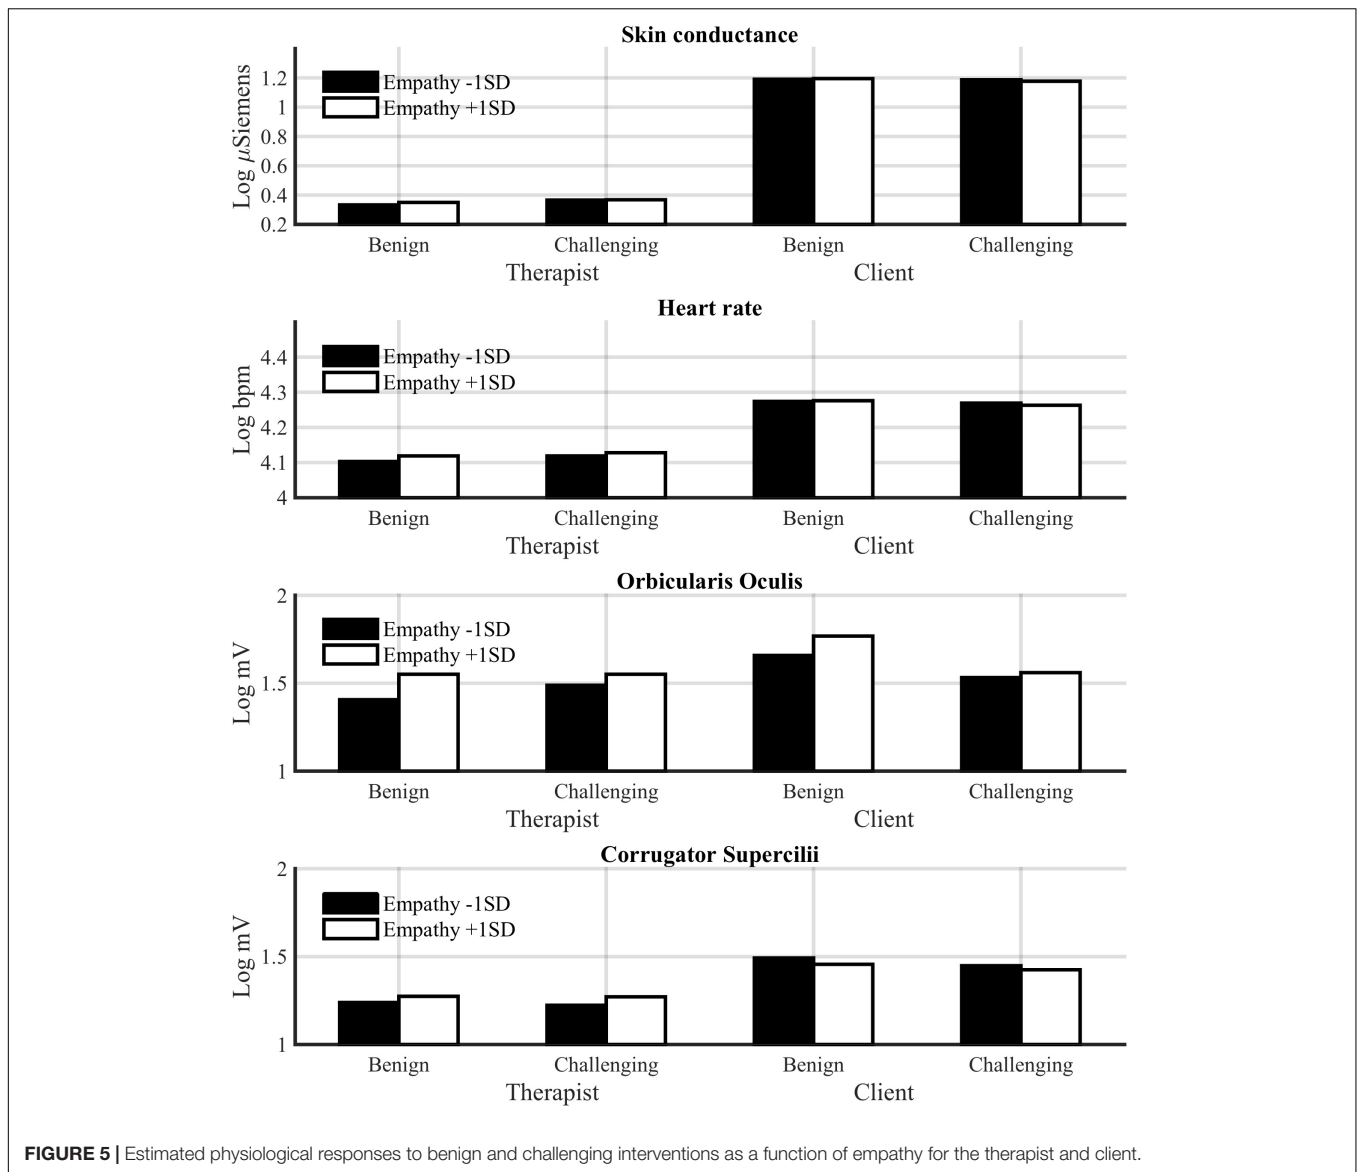 Skin conductance
Log µSiemens
1.2
1
0.8
0.6
0.4
0.2
Empathy -1SD
Empathy +1SD
Benign Challenging Benign Challenging
Therapist Client
Heart rate
Log bpm
4.4
4.3
4.2
4.1
4
Empathy -1SD
Empathy +1SD
Benign Challenging Benign Challenging
Therapist Client
Orbicularis Oculis
Log mV
2
1.5
1
Empathy -1SD
Empathy +1SD
Benign Challenging Benign Challenging
Therapist Client
Corrugator Supercilii
Log mV
2
1.5
1
Empathy -1SD
Empathy +1SD
Benign Challenging Benign Challenging
Therapist Client
FIGURE 5 | Estimated physiological responses to benign and challenging interventions as a function of empathy for the therapist and client.